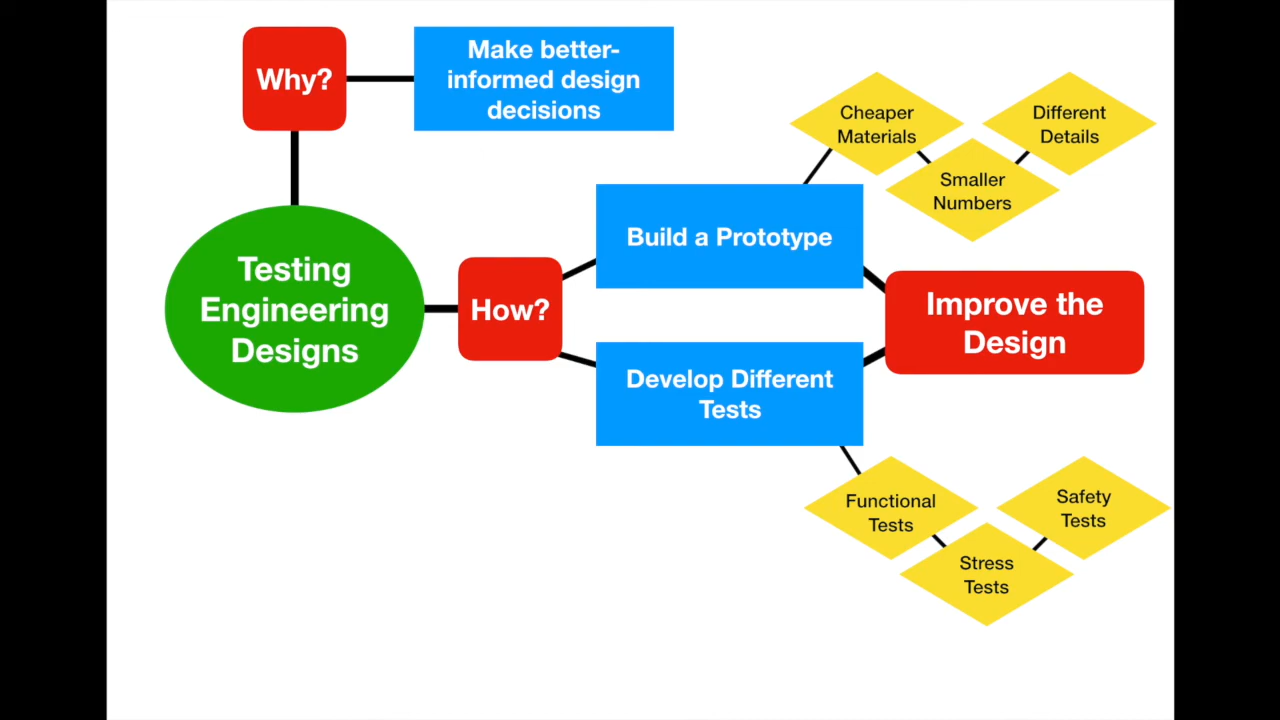 Why?
Make better-
informed design
decisions
Cheaper
Materials
Different
Details
Smaller
Numbers
Build a Prototype
Testing
Engineering
Designs
How?
Improve the
Design
Develop Different
Tests
Functional
Tests
Safety
Tests
Stress
Tests